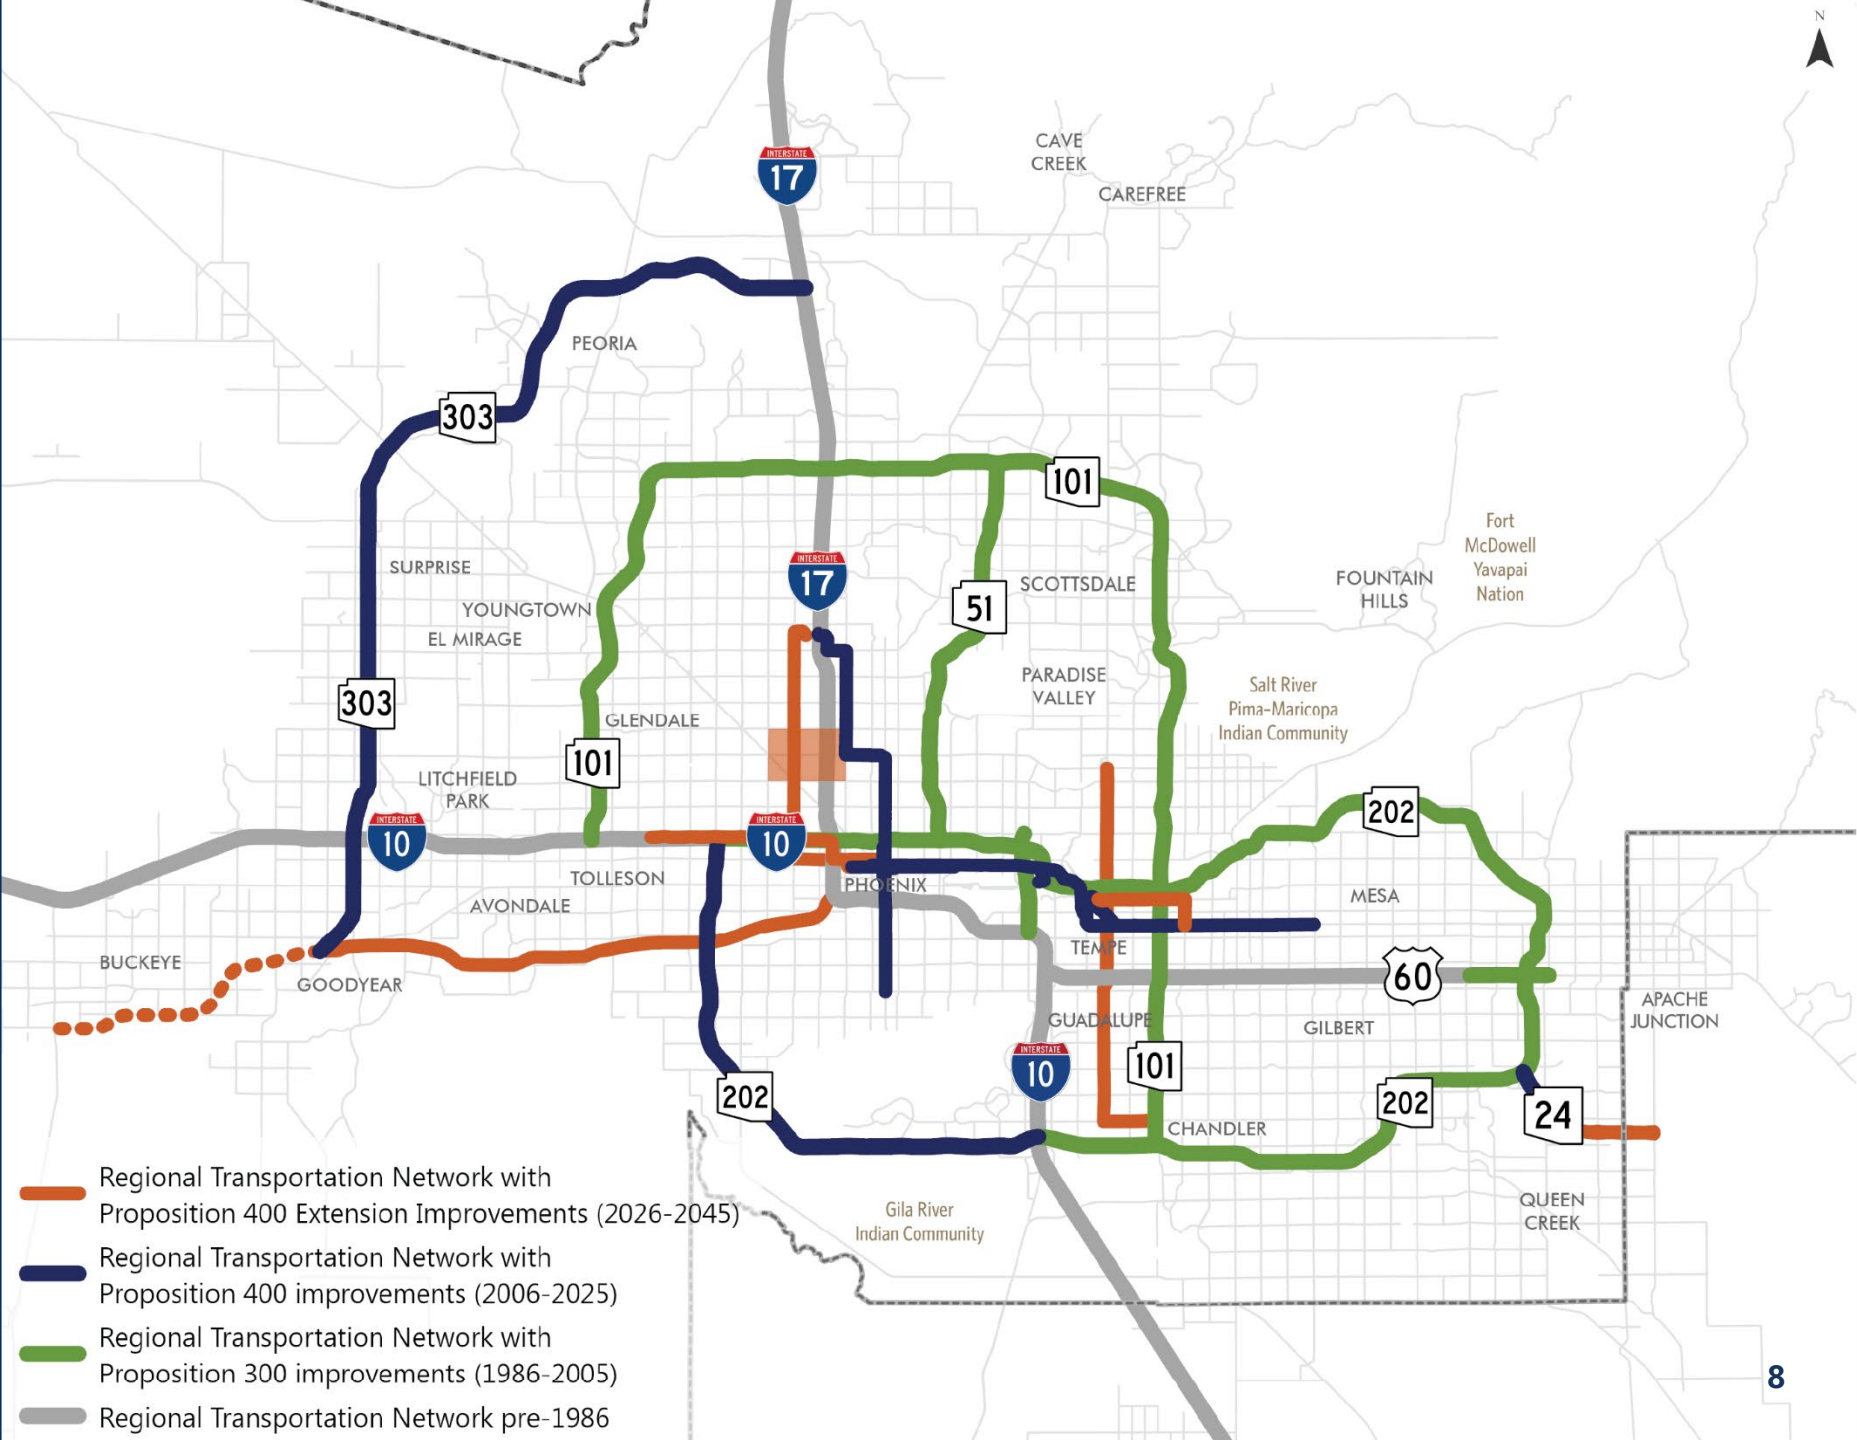 N
CAVE
CREEK
INTERSTATE
17
CAREFREE
PEORIA
303
101
Fort
McDowell
Yavapai
Nation
INTERSTATE
17
SURPRISE
SCOTTSDALE
FOUNTAIN
HILLS
YOUNGTOWN
51
EL MIRAGE
PARADISE
VALLEY
Salt River
Pima-Maricopa
Indian Community
303
GLENDALE
101
LITCHFIELD
PARK
202
INTERSTATE
10
INTERSTATE
10
TOLLESON
PHOENIX
MESA
AVONDALE
TEMPE
BUCKEYE
60
GOODYEAR
APACHE
JUNCTION
GUADALUPE
GILBERT
INTERSTATE
10
101
202
202
24
CHANDLER
Regional Transportation Network with
Proposition 400 Extension Improvements (2026-2045)
QUEEN
CREEK
Gila River
Indian Community
Regional Transportation Network with
Proposition 400 improvements (2006-2025)
Regional Transportation Network with
Proposition 300 improvements (1986-2005)
8
Regional Transportation Network pre-1986